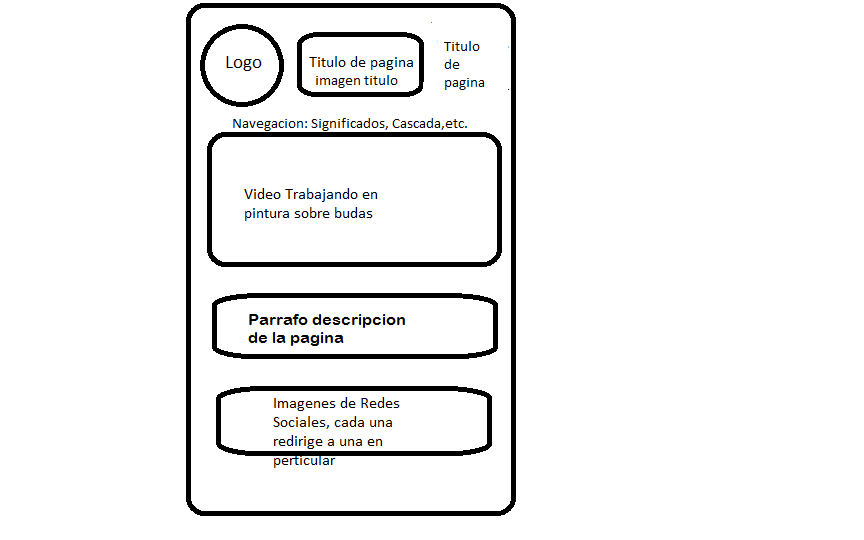 Logo
Titulo de pagina
imagen titulo
Titulo
de
pagina
Navegacion: Significados, Cascada,etc.
Video Trabajando en
pintura sobre budas
Parrafo descripcion
de la pagina
Imagenes de Redes
Sociales, cada una
redirige a una en
perticular